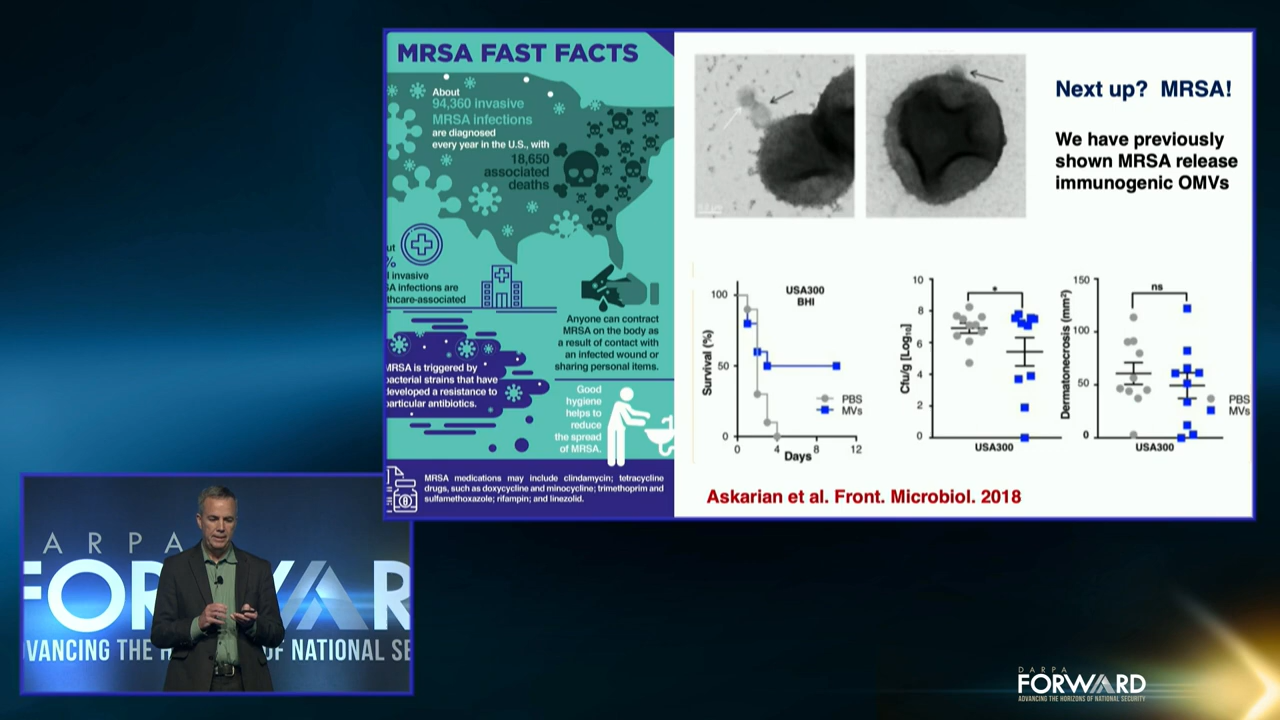 MRSA FAST FACTS
About
94,360 invasive
MRSA infections
are diagnosed
every year in the U.S., with
18,650
associated
deaths
ut
%
invasive
SA infections are
thcare-associated
Anyone can contract
MRSA on the body as
a result of contact with
an infected wound or
sharing personal items.
MRSA is triggered by
bacterial strains that have
developed a resistance to
particular antibiotics.
Good
hygiene
helps to
reduce
the spread
of MRSA.
MRSA medications may include clindamycin; tetracycline
drugs, such as doxycycline and minocycline; trimethoprim and
sulfamethoxazole; rifampin; and linezolid.
Next up? MRSA!
We have previously
shown MRSA release
immunogenic OMVs
USA300
BHI
Survival (%)
100
50
0
0 4 8 12
Days
PBS
MVs
Cfu/g [Log10]
10
8
6
4
2
0
*
USA300
Dermatonecrosis (mm²)
150
100
50
0
ns
USA300
PBS
MVs
Askarian et al. Front. Microbiol. 2018
ARPA
FORWARD
VANCING THE H OF NATIONAL SE
DARPA
FORWARD
ADVANCING THE HORIZONS OF NATIONAL SECURITY